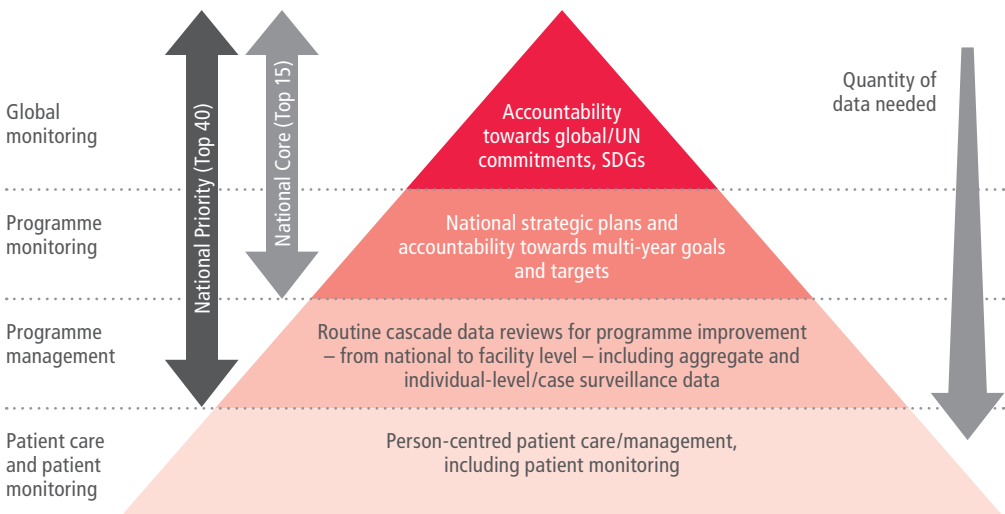 Global
monitoring
National Priority (Top 40)
National Core (Top 15)
Accountability
towards global/UN
commitments, SDGs
Quantity of
data needed
Programme
monitoring
National strategic plans and
accountability towards multi-year goals
and targets
Programme
management
Routine cascade data reviews for programme improvement
– from national to facility level – including aggregate and
individual-level/case surveillance data
Patient care
and patient
monitoring
Person-centred patient care/management,
including patient monitoring